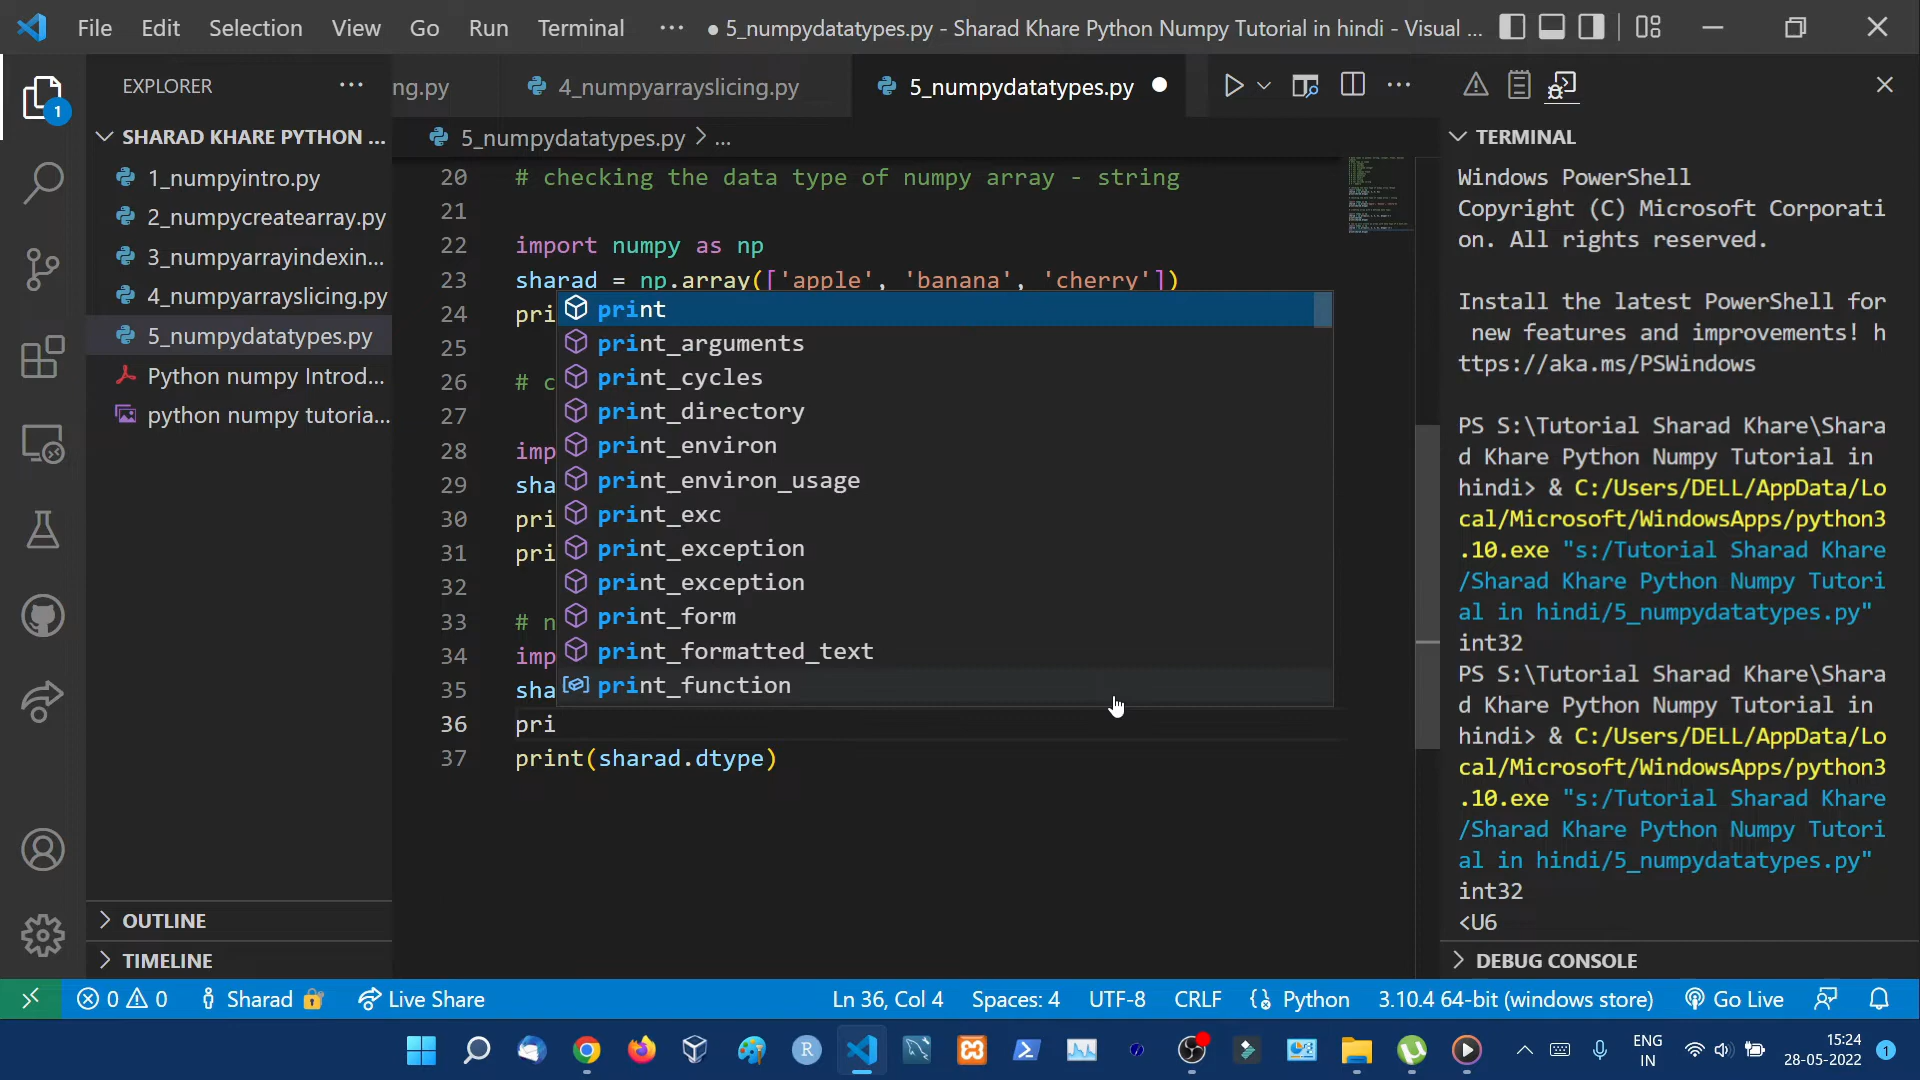 File Edit Selection View Go Run Terminal ··· ● 5_numpydatatypes.py - Sharad Khare Python Numpy Tutorial in hindi - Visual ...
EXPLORER ···
ng.py 4_numpyarrayslicing.py 5_numpydatatypes.py
SHARAD KHARE PYTHON ...
1_numpyintro.py
2_numpycreatearray.py
3_numpyarrayindexin...
4_numpyarrayslicing.py
5_numpydatatypes.py
Python numpy Introd...
python numpy tutoria...
OUTLINE
TIMELINE
1
5_numpydatatypes.py > ...
20 # checking the data type of numpy array - string
21
22 import numpy as np
23 sharad = np.array(['apple', 'banana', 'cherry'])
24 pri
25
26 # c
27
28 imp
29 sha
30 pri
31 pri
32
33 # n
34 imp
35 sha
36 pri
37 print(sharad.dtype)
print
print_arguments
print_cycles
print_directory
print_environ
print_environ_usage
print_exc
print_exception
print_exception
print_form
print_formatted_text
print_function
TERMINAL
Windows PowerShell
Copyright (C) Microsoft Corporati
on. All rights reserved.
Install the latest PowerShell for
new features and improvements! h
ttps://aka.ms/PSWindows
PS S:\Tutorial Sharad Khare\Shara
d Khare Python Numpy Tutorial in
hindi> & C:/Users/DELL/AppData/Lo
cal/Microsoft/WindowsApps/python3
.10.exe "s:/Tutorial Sharad Khare
/Sharad Khare Python Numpy Tutori
al in hindi/5_numpydatatypes.py"
int32
PS S:\Tutorial Sharad Khare\Shara
d Khare Python Numpy Tutorial in
hindi> & C:/Users/DELL/AppData/Lo
cal/Microsoft/WindowsApps/python3
.10.exe "s:/Tutorial Sharad Khare
/Sharad Khare Python Numpy Tutori
al in hindi/5_numpydatatypes.py"
int32
<U6
DEBUG CONSOLE
0 0 Sharad Live Share Ln 36, Col 4 Spaces: 4 UTF-8 CRLF Python 3.10.4 64-bit (windows store) Go Live
R
ENG
IN
15:24
28-05-2022
1